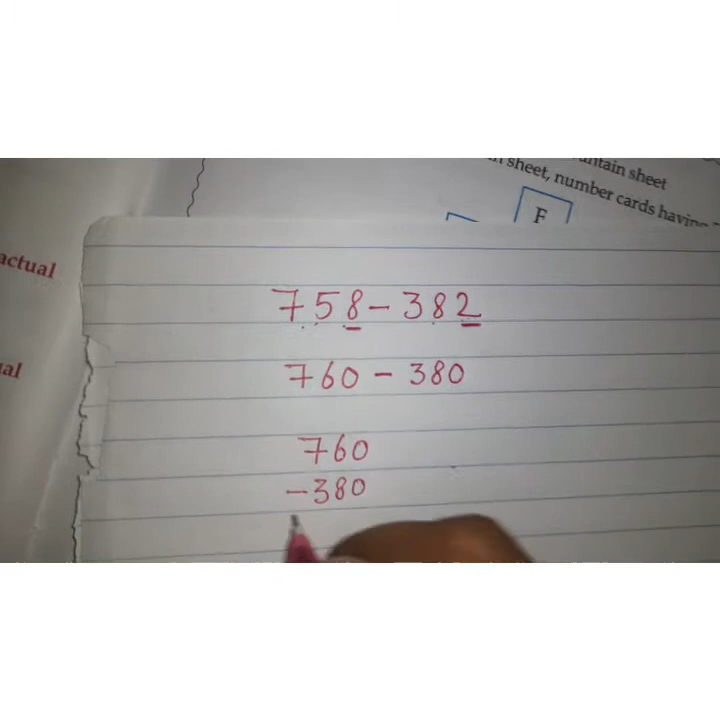 ntain sheet
sheet, number cards having
F
actual
al
758-382
760-380
760
-380